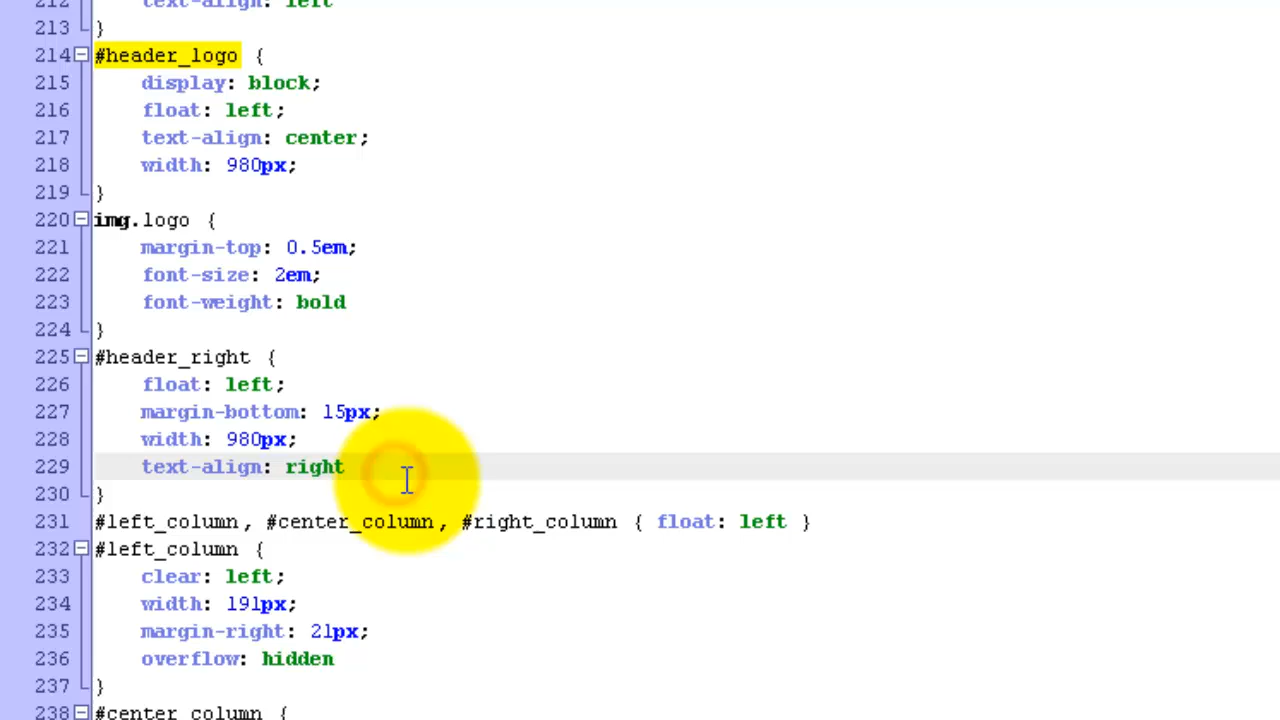 212 text-align: left
213 }
214 #header_logo {
215 display: block;
216 float: left;
217 text-align: center;
218 width: 980px;
219 }
220 img.logo {
221 margin-top: 0.5em;
222 font-size: 2em;
223 font-weight: bold
224 }
225 #header_right {
226 float: left;
227 margin-bottom: 15px;
228 width: 980px;
229 text-align: right
230 }
231 #left_column, #center_column, #right_column { float: left }
232 #left_column {
233 clear: left;
234 width: 191px;
235 margin-right: 21px;
236 overflow: hidden
237 }
238 #center_column {